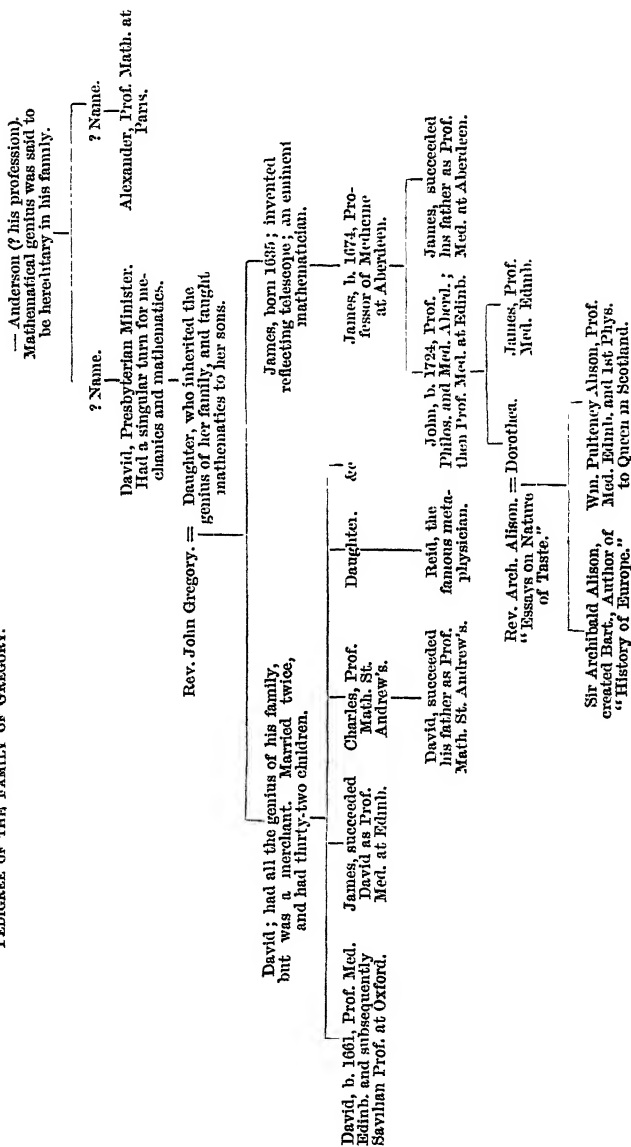 PEDIGREE OF THE FAMILY OF GREGORY.
— Anderson (? his profession).
Mathematical genius was said to
be hereditary in his family.
? Name.
? Name.
David, Presbyterian Minister.
Had a singular turn for me-
chanics and mathematics.
Alexander, Prof. Math. at
Paris.
Rev. John Gregory. = Daughter, who inherited the
genius of her family, and taught
mathematics to her sons.
David; had all the genius of his family,
but was a merchant. Married twice,
and had thirty-two children.
James, born 1635; invented
reflecting telescope; an eminent
mathematician.
David, b. 1661, Prof. Med.
Edinb. and subsequently
Savilian Prof. at Oxford.
James, succeeded
David as Prof.
Med. at Edinb.
Charles, Prof.
Math. St.
Andrew's.
Daughter.
&c
James, b. 1674, Pro-
fessor of Medicine
at Aberdeen.
David, succeeded
his father as Prof.
Math. St. Andrew's.
Reid, the
famous meta-
physician.
John, b. 1724, Prof.
Philos. and Med. Aberd.;
then Prof. Med. at Edinb.
James, succeeded
his father as Prof.
Med. at Aberdeen.
Rev. Arch. Alison. = Dorothea.
"Essays on Nature
of Taste."
James, Prof.
Med. Edinb.
Sir Archibald Alison,
created Bart., Author of
"History of Europe."
Wm. Pulteney Alison, Prof.
Med. Edinb. and 1st Phys.
to Queen in Scotland.